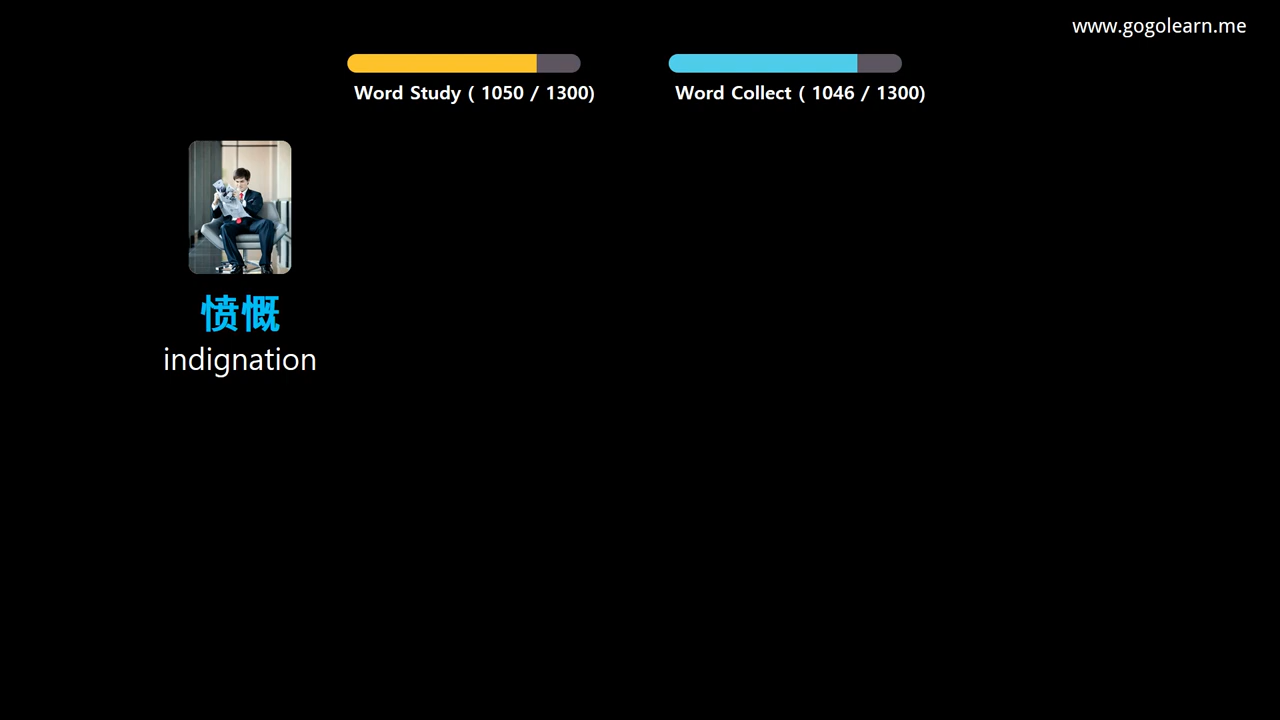 www.gogolearn.me
Word Study ( 1050 / 1300)
Word Collect ( 1046 / 1300)
愤慨
indignation